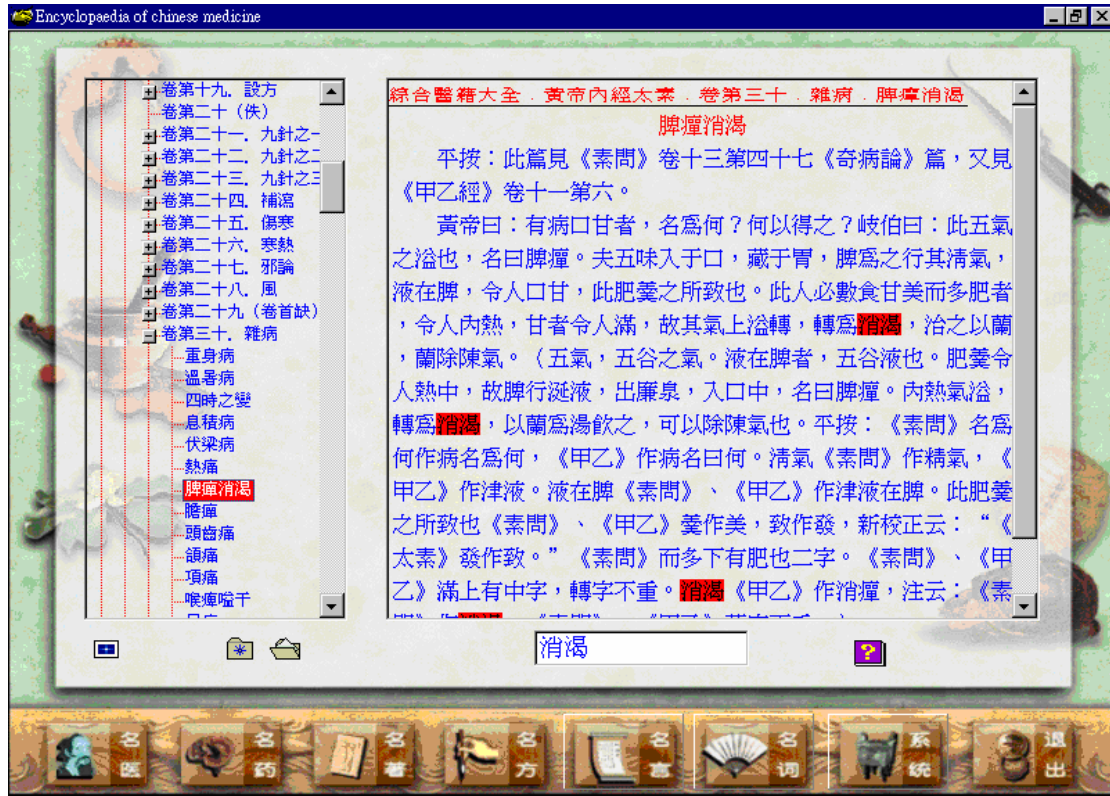 Encyclopaedia of chinese medicine
卷第十九．設方
卷第二十（佚）
卷第二十一．九針之一
卷第二十二．九針之二
卷第二十三．九針之三
卷第二十四．補瀉
卷第二十五．傷寒
卷第二十六．寒熱
卷第二十七．邪論
卷第二十八．風
卷第二十九（卷首缺）
卷第三十．雜病
重身病
溫暑病
四時之變
息積病
伏梁病
熱痛
脾癉消渴
膽癉
頭齒痛
頷痛
項痛
喉痺嗌干
綜合醫籍大全．黃帝內經太素．卷第三十．雜病．脾癉消渴
脾癉消渴
平按：此篇見《素問》卷十三第四十七《奇病論》篇，又見
《甲乙經》卷十一第六。
黃帝曰：有病口甘者，名爲何？何以得之？岐伯曰：此五氣
之溢也，名曰脾癉。夫五味入于口，藏于胃，脾爲之行其清氣，
液在脾，令人口甘，此肥羹之所致也。此人必數食甘美而多肥者
，令人內熱，甘者令人滿，故其氣上溢轉，轉爲消渴，治之以蘭
，蘭除陳氣。（五氣，五谷之氣。液在脾者，五谷液也。肥羹令
人熱中，故脾行涎液，出廉泉，入口中，名曰脾癉。內熱氣溢，
轉爲消渴，以蘭爲湯飲之，可以除陳氣也。平按：《素問》名爲
何作病名爲何，《甲乙》作病名曰何。清氣《素問》作精氣，《
甲乙》作津液。液在脾《素問》、《甲乙》作津液在脾。此肥羹
之所致也《素問》、《甲乙》羹作美，致作發，新校正云：“《
太素》發作致。”《素問》而多下有肥也二字。《素問》、《甲
乙》滿上有中字，轉字不重。消渴《甲乙》作消癉，注云：《素
消渴
名医
名药
名著
名方
名言
名词
系统
退出